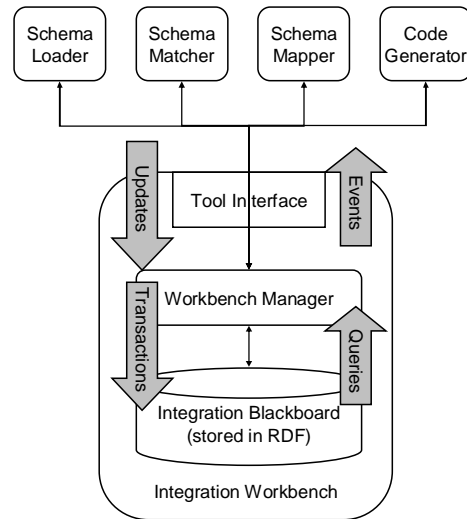 Schema
Loader
Schema
Matcher
Schema
Mapper
Code
Generator
Updates
Tool Interface
Events
Transactions
Workbench Manager
Queries
Integration Blackboard
(stored in RDF)
Integration Workbench